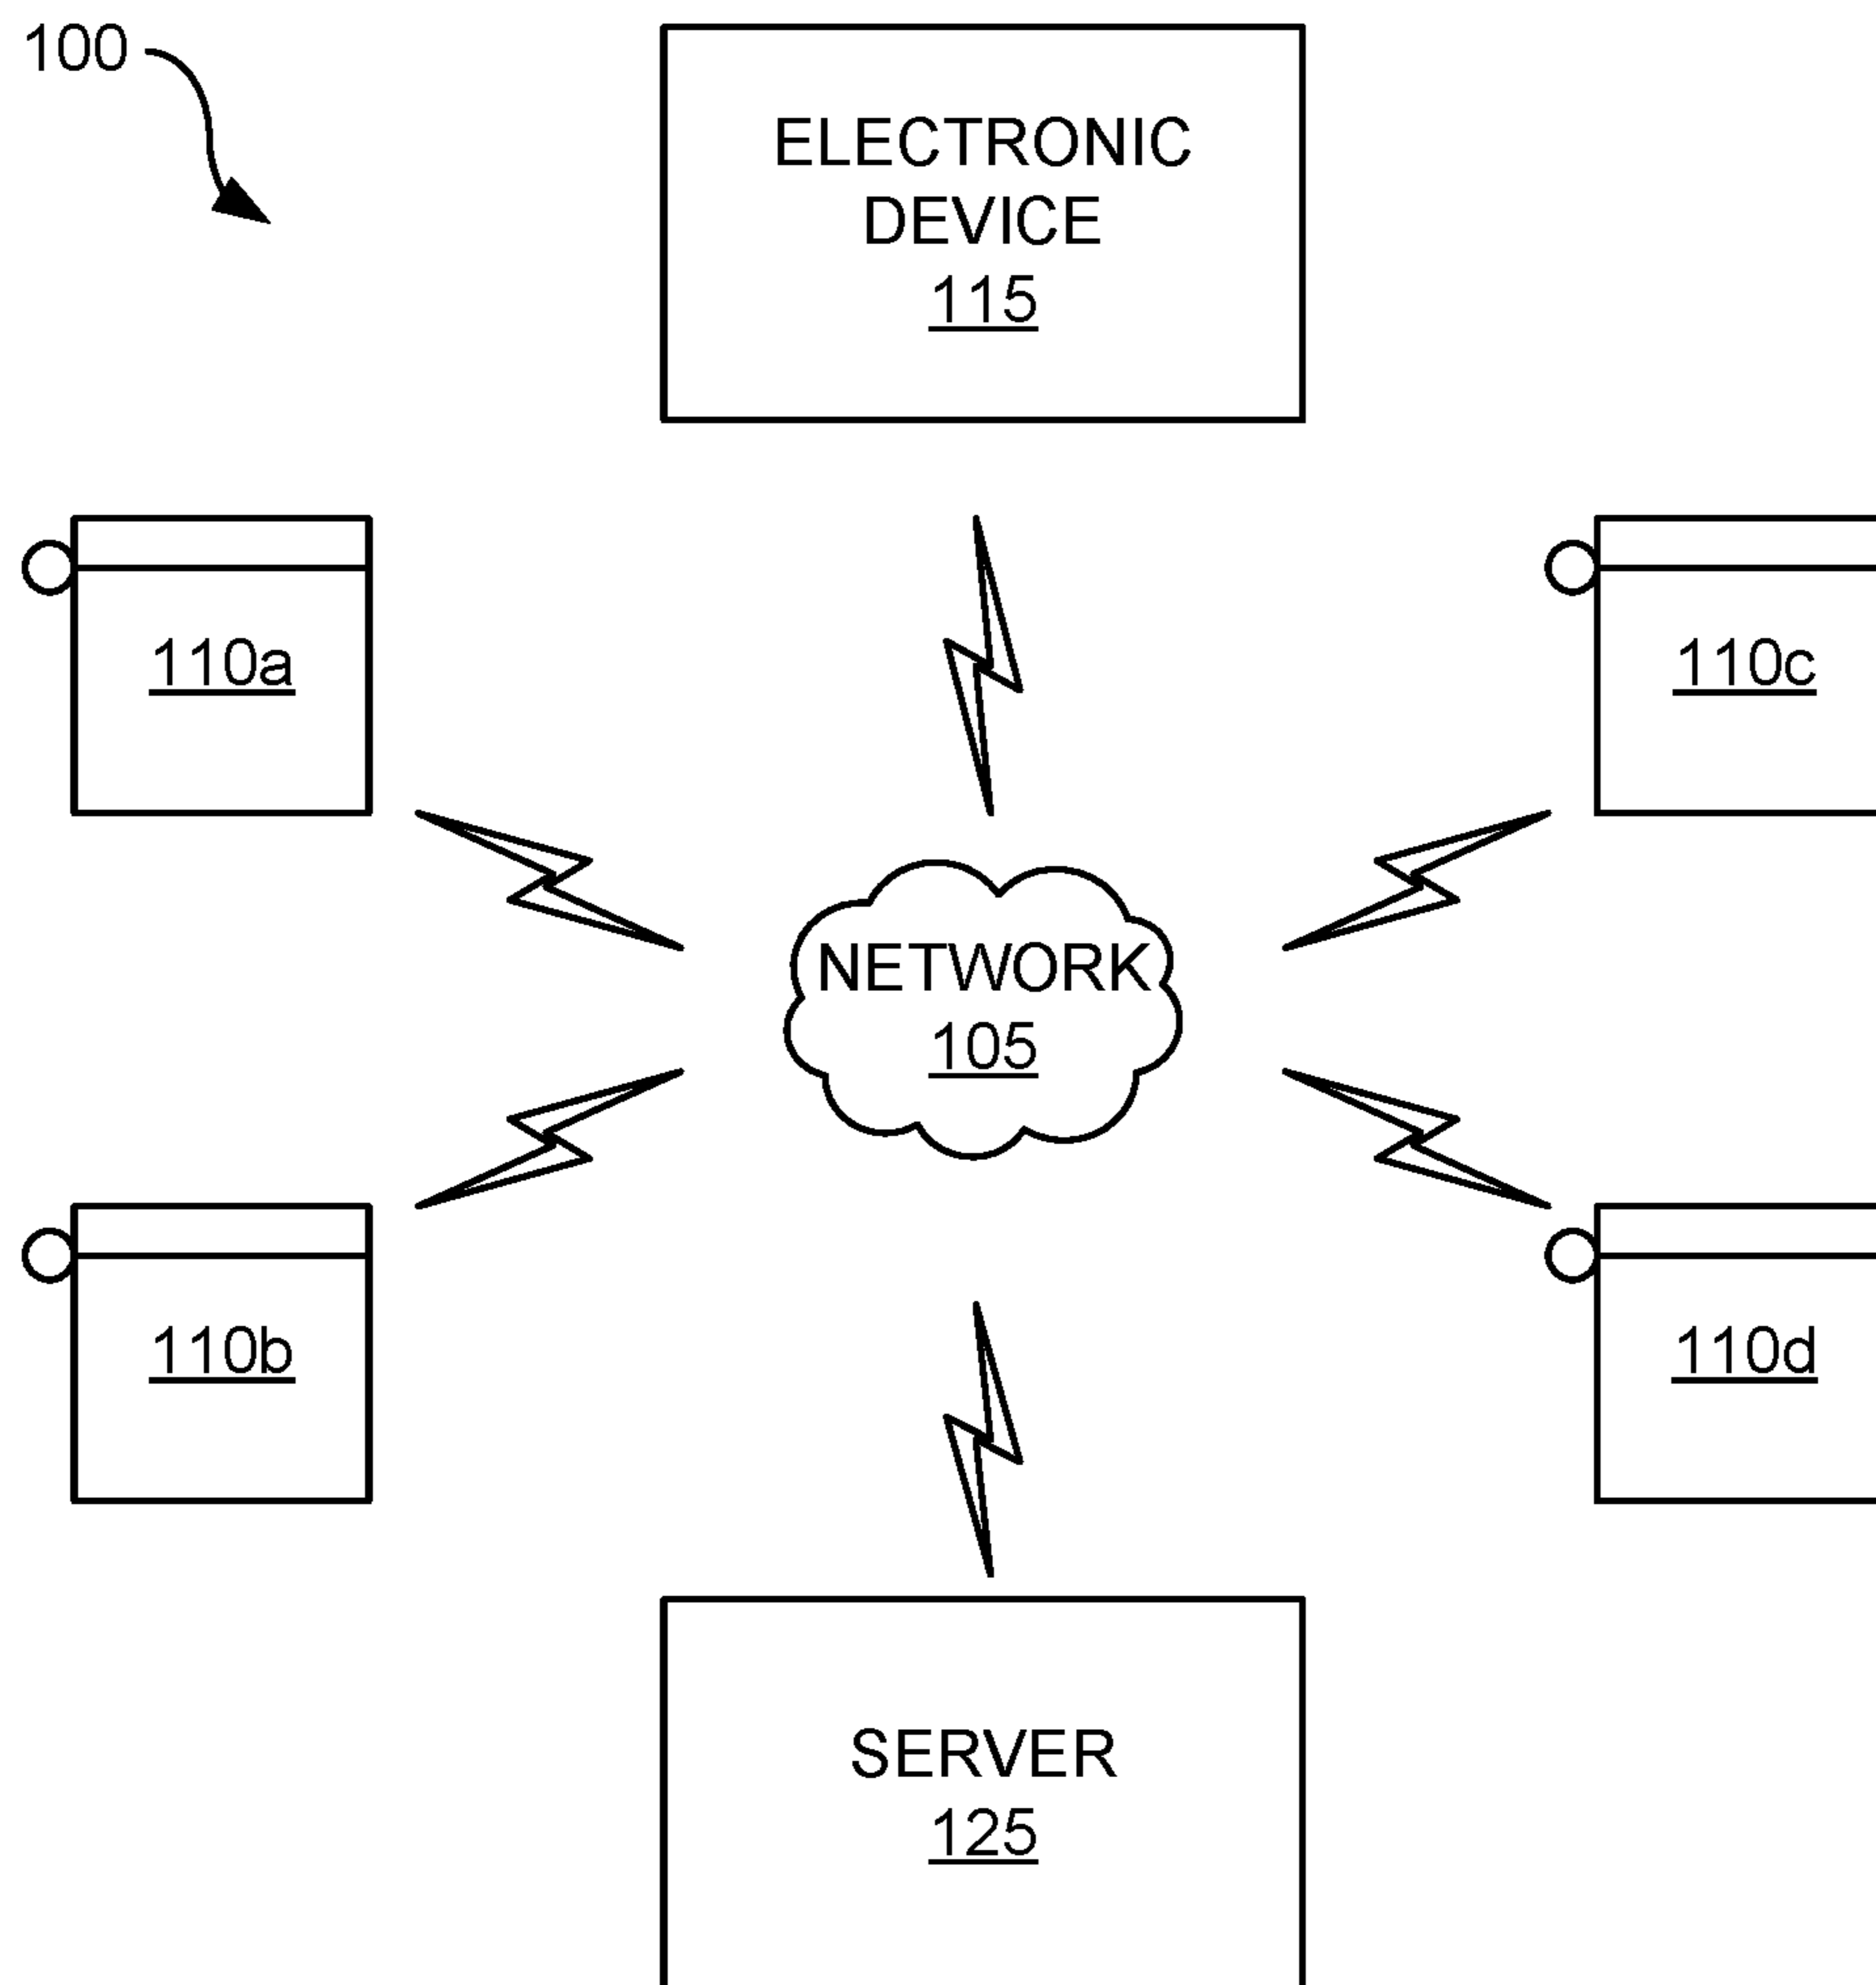 100
ELECTRONIC
DEVICE
115
110a
110c
NETWORK
105
110b
110d
SERVER
125